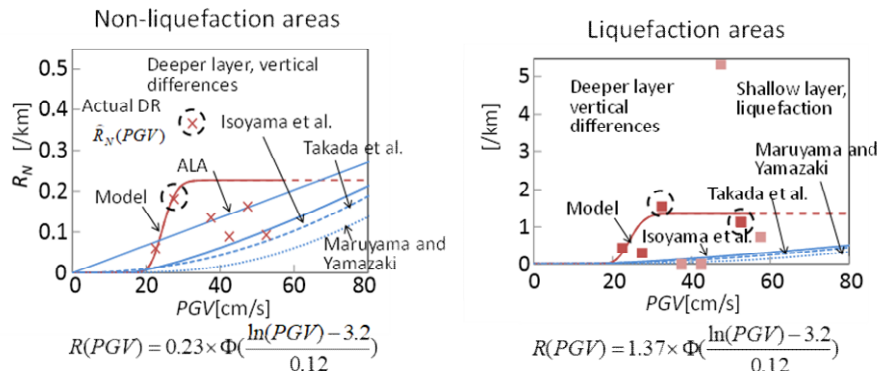 Non-liquefaction areas
0.5
0.4
0.3
0.2
0.1
0
R_N [/km]
Deeper layer, vertical
differences
Actual DR
R̂_N(PGV)
Isoyama et al.
Takada et al.
ALA
Model
Maruyama and
Yamazaki
0 20 40 60 80
PGV[cm/s]
R(PGV) = 0.23×Φ(ln(PGV)−3.2 / 0.12)
Liquefaction areas
5
4
3
2
1
0
[/km]
Deeper layer
vertical
differences
Shallow layer,
liquefaction
Maruyama and
Yamazaki
Takada et al.
Model
Isoyama et al.
0 20 40 60 80
PGV[cm/s]
R(PGV) = 1.37×Φ(ln(PGV)−3.2 / 0.12)